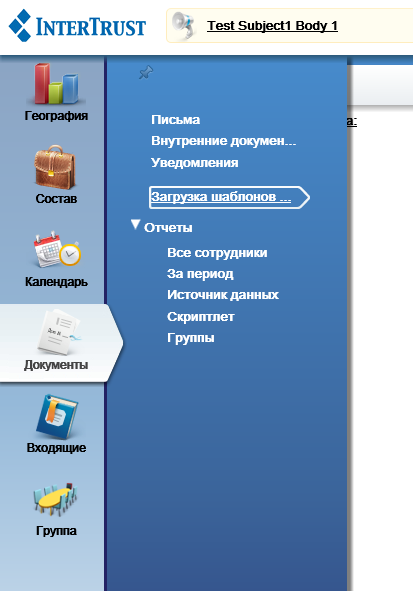 INTERTRUST
Test Subject1 Body 1
География
Состав
Календарь
Документы
Входящие
Группа
Письма
Внутренние докумен...
Уведомления
Загрузка шаблонов ...
Отчеты
Все сотрудники
За период
Источник данных
Скриптлет
Группы
а: